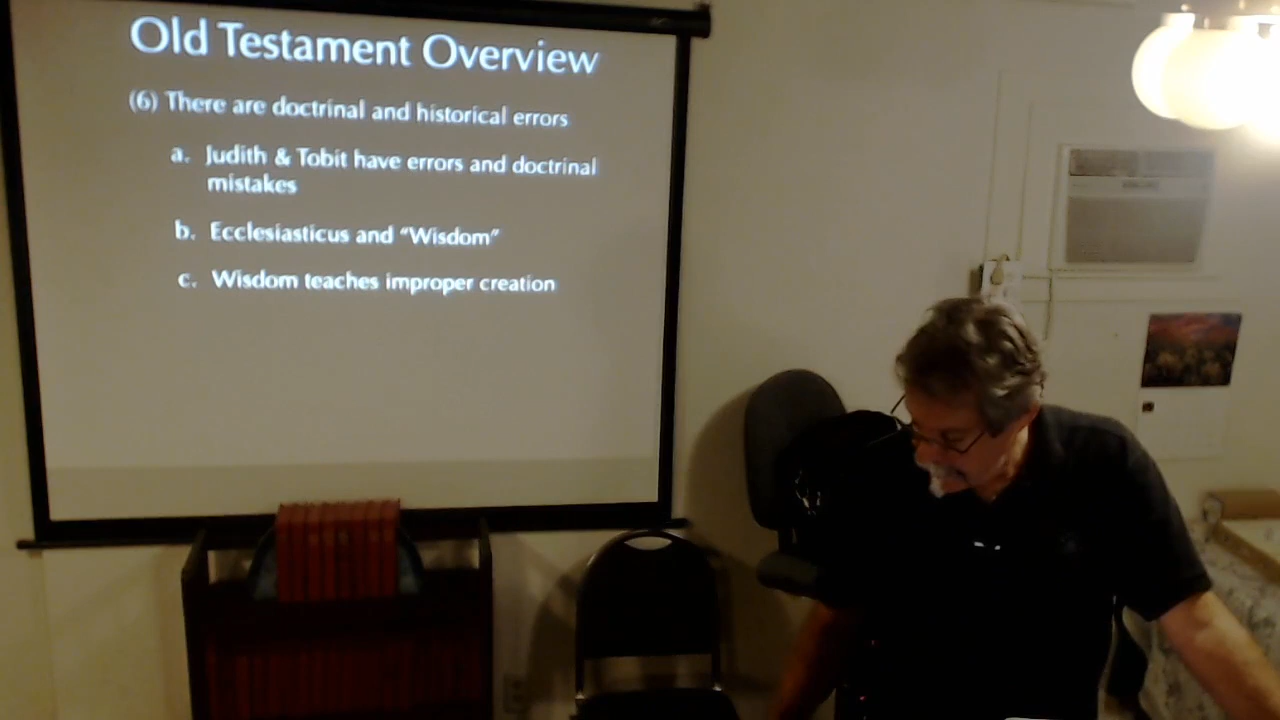 Old Testament Overview
(6) There are doctrinal and historical errors
a. Judith & Tobit have errors and doctrinal
mistakes
b. Ecclesiasticus and “Wisdom”
c. Wisdom teaches improper creation